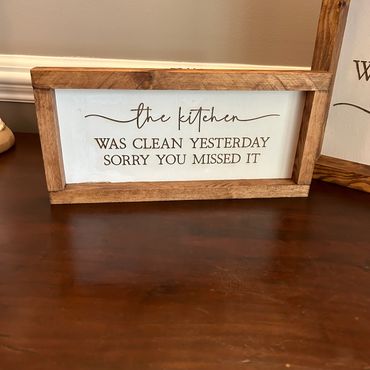 the kitchen
WAS CLEAN YESTERDAY
SORRY YOU MISSED IT
W